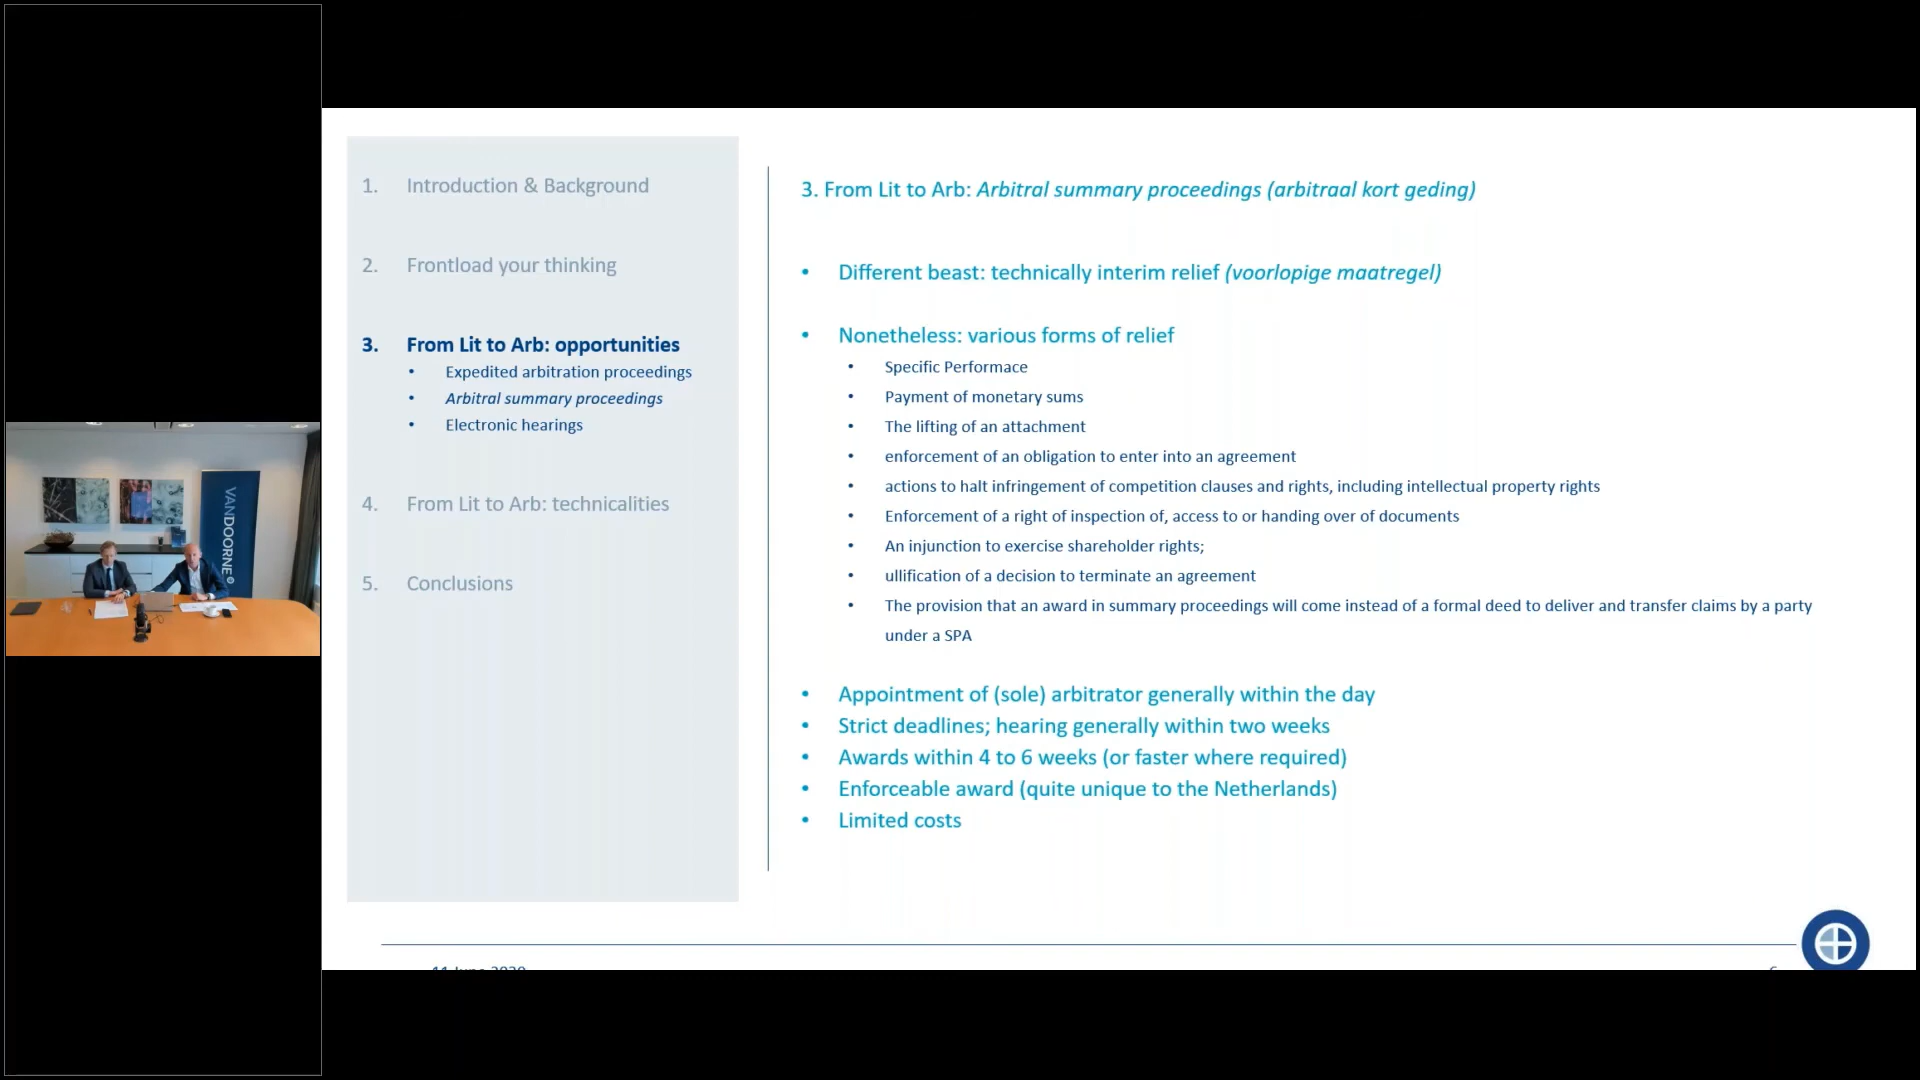 1. Introduction & Background
2. Frontload your thinking
3. From Lit to Arb: opportunities
• Expedited arbitration proceedings
• Arbitral summary proceedings
• Electronic hearings
4. From Lit to Arb: technicalities
5. Conclusions
3. From Lit to Arb: Arbitral summary proceedings (arbitraal kort geding)
• Different beast: technically interim relief (voorlopige maatregel)
• Nonetheless: various forms of relief
• Specific Performace
• Payment of monetary sums
• The lifting of an attachment
• enforcement of an obligation to enter into an agreement
• actions to halt infringement of competition clauses and rights, including intellectual property rights
• Enforcement of a right of inspection of, access to or handing over of documents
• An injunction to exercise shareholder rights;
• ullification of a decision to terminate an agreement
• The provision that an award in summary proceedings will come instead of a formal deed to deliver and transfer claims by a party
under a SPA
• Appointment of (sole) arbitrator generally within the day
• Strict deadlines; hearing generally within two weeks
• Awards within 4 to 6 weeks (or faster where required)
• Enforceable award (quite unique to the Netherlands)
• Limited costs
VANDOORNE
11 June 2020